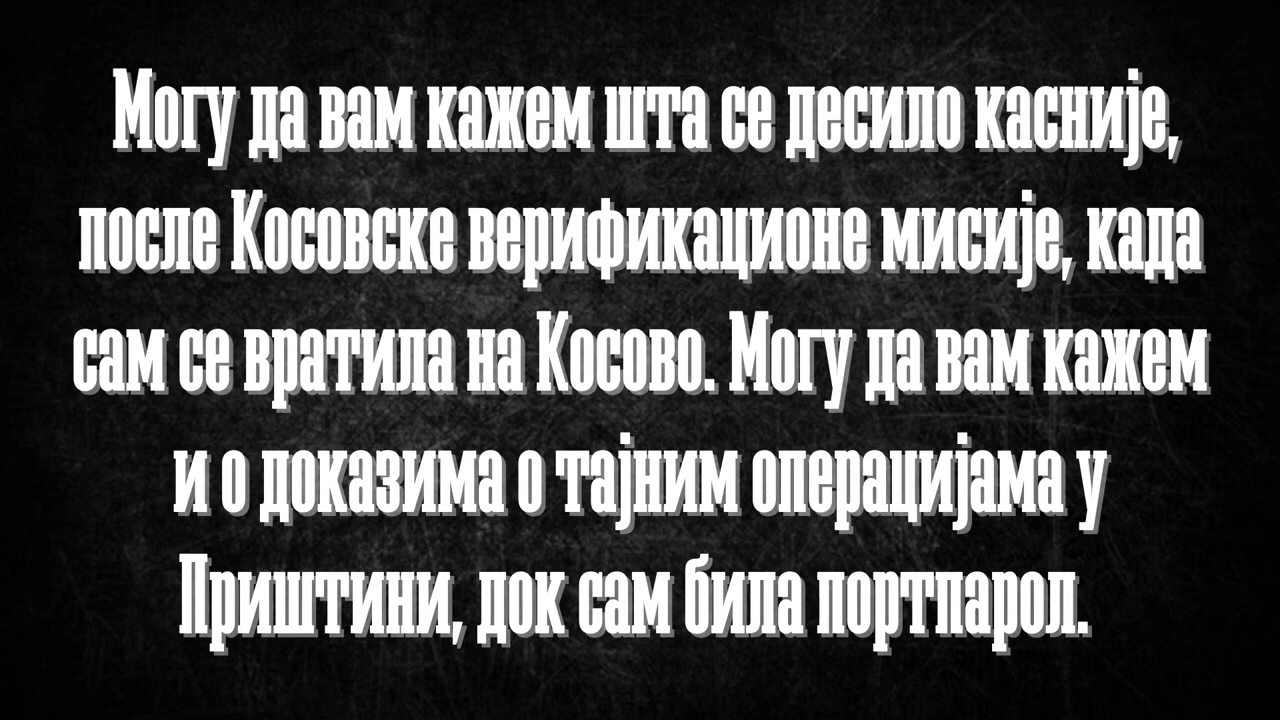 Могу да вам кажем шта се десило касније,
после Косовске верификационе мисије, када
сам се вратила на Косово. Могу да вам кажем
и о доказима о тајним операцијама у
Приштини, док сам била портпарол.